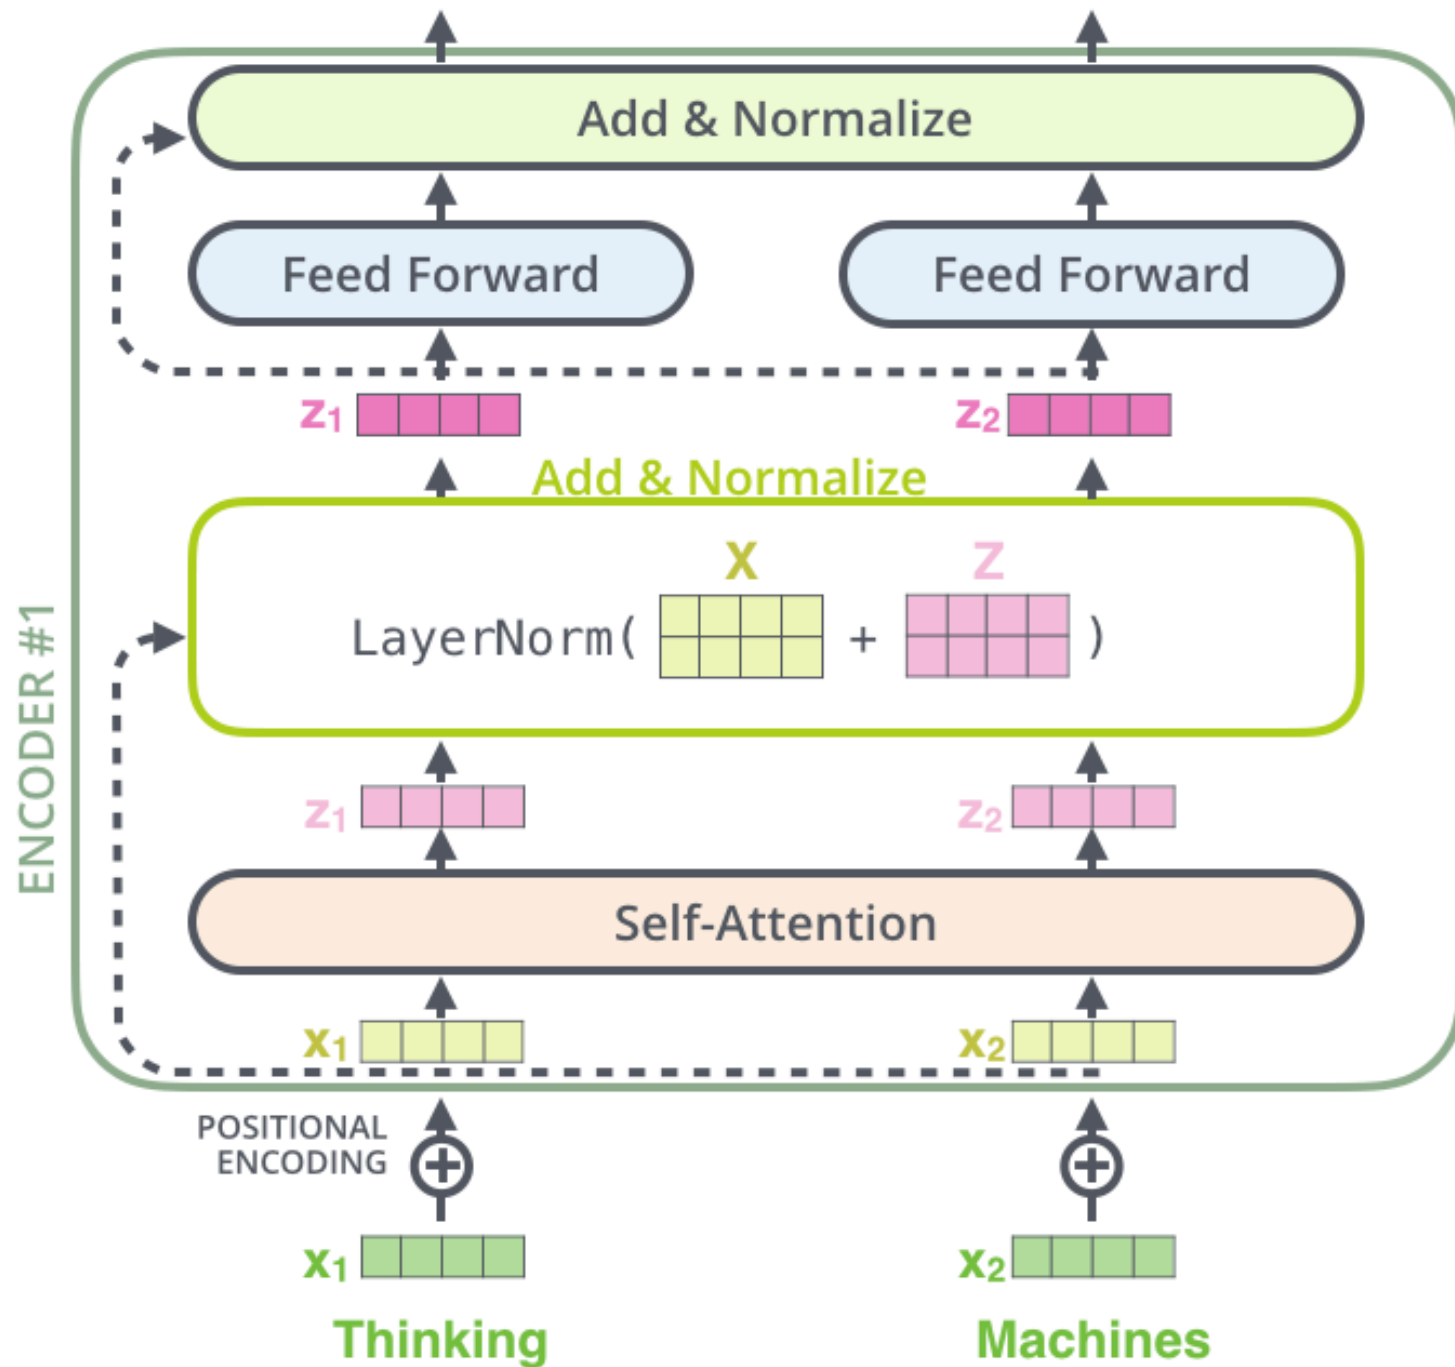 Add & Normalize
Feed Forward Feed Forward
z1 z2
Add & Normalize
X Z
LayerNorm( + )
ENCODER #1
z1 z2
Self-Attention
x1 x2
POSITIONAL
ENCODING
x1 x2
Thinking Machines